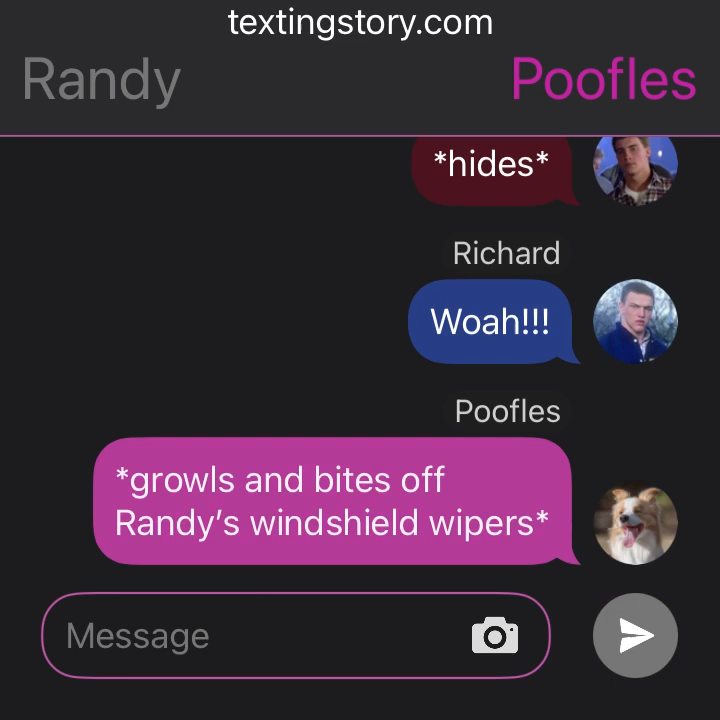 textingstory.com
Randy
Poofles
*hides*
Richard
Woah!!!
Poofles
*growls and bites off
Randy’s windshield wipers*
Message